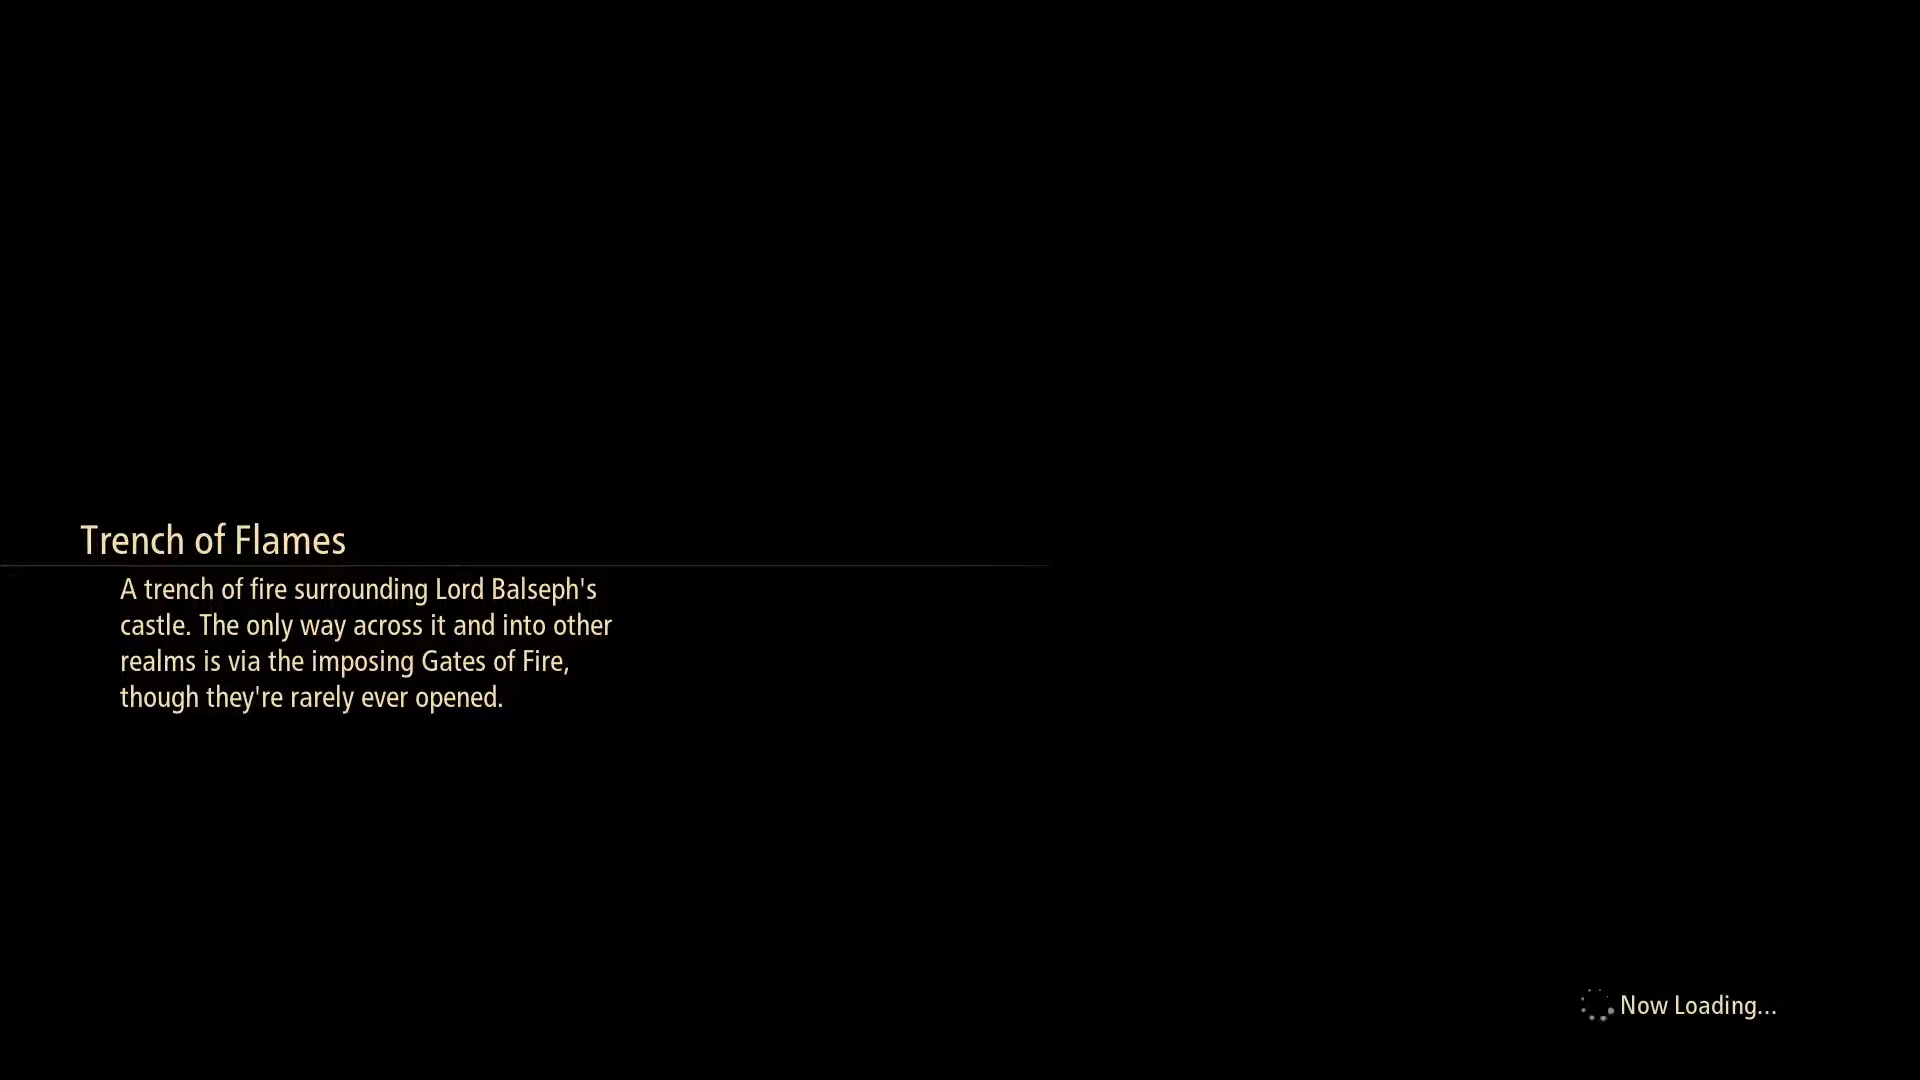 Trench of Flames
A trench of fire surrounding Lord Balseph's
castle. The only way across it and into other
realms is via the imposing Gates of Fire,
though they're rarely ever opened.
Now Loading...